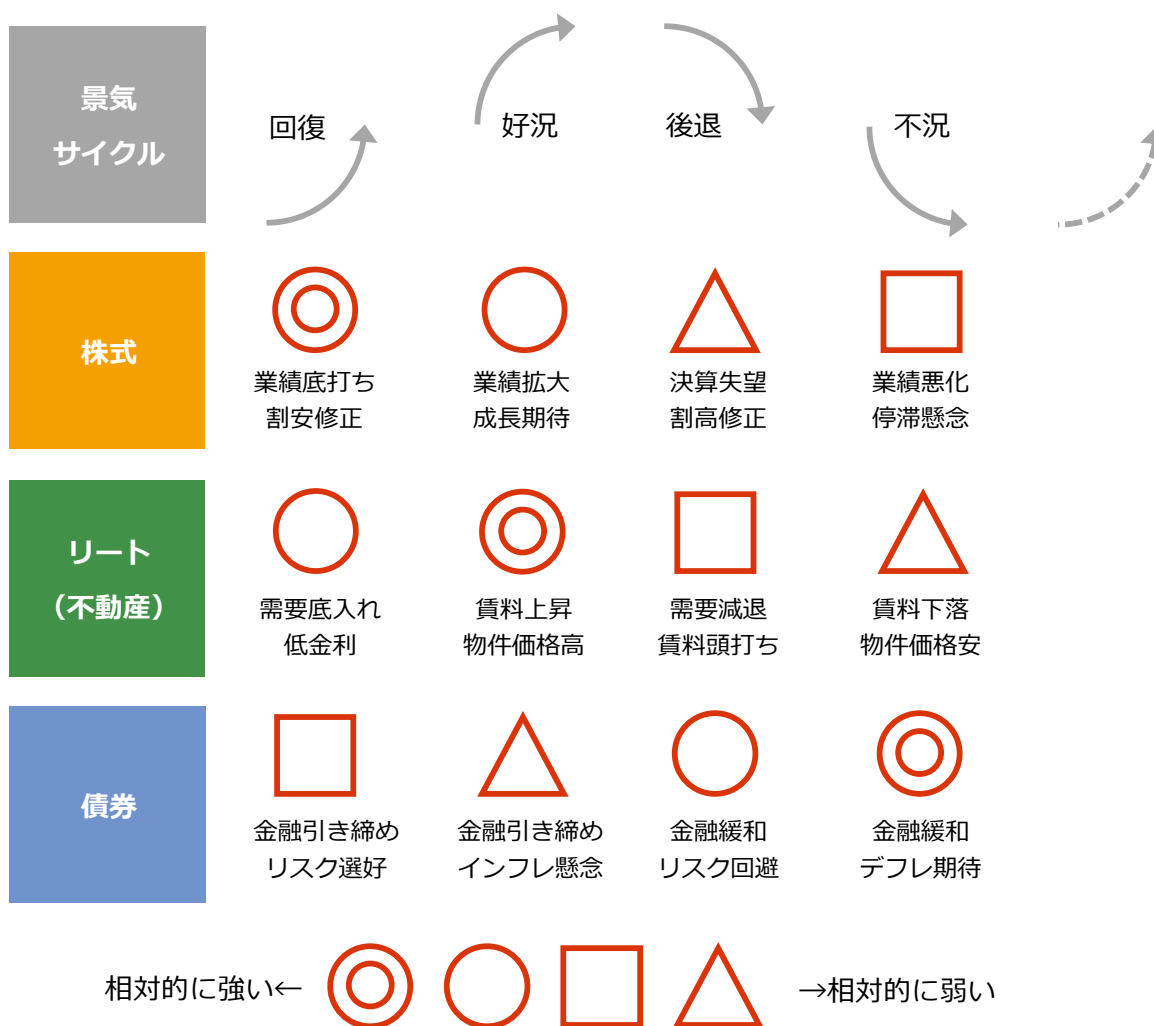 景気
サイクル
回復
好況
後退
不況
株式
業績底打ち
割安修正
業績拡大
成長期待
決算失望
割高修正
業績悪化
停滞懸念
リート
（不動産）
需要底入れ
低金利
賃料上昇
物件価格高
需要減退
賃料頭打ち
賃料下落
物件価格安
債券
金融引き締め
リスク選好
金融引き締め
インフレ懸念
金融緩和
リスク回避
金融緩和
デフレ期待
相対的に強い←
→相対的に弱い